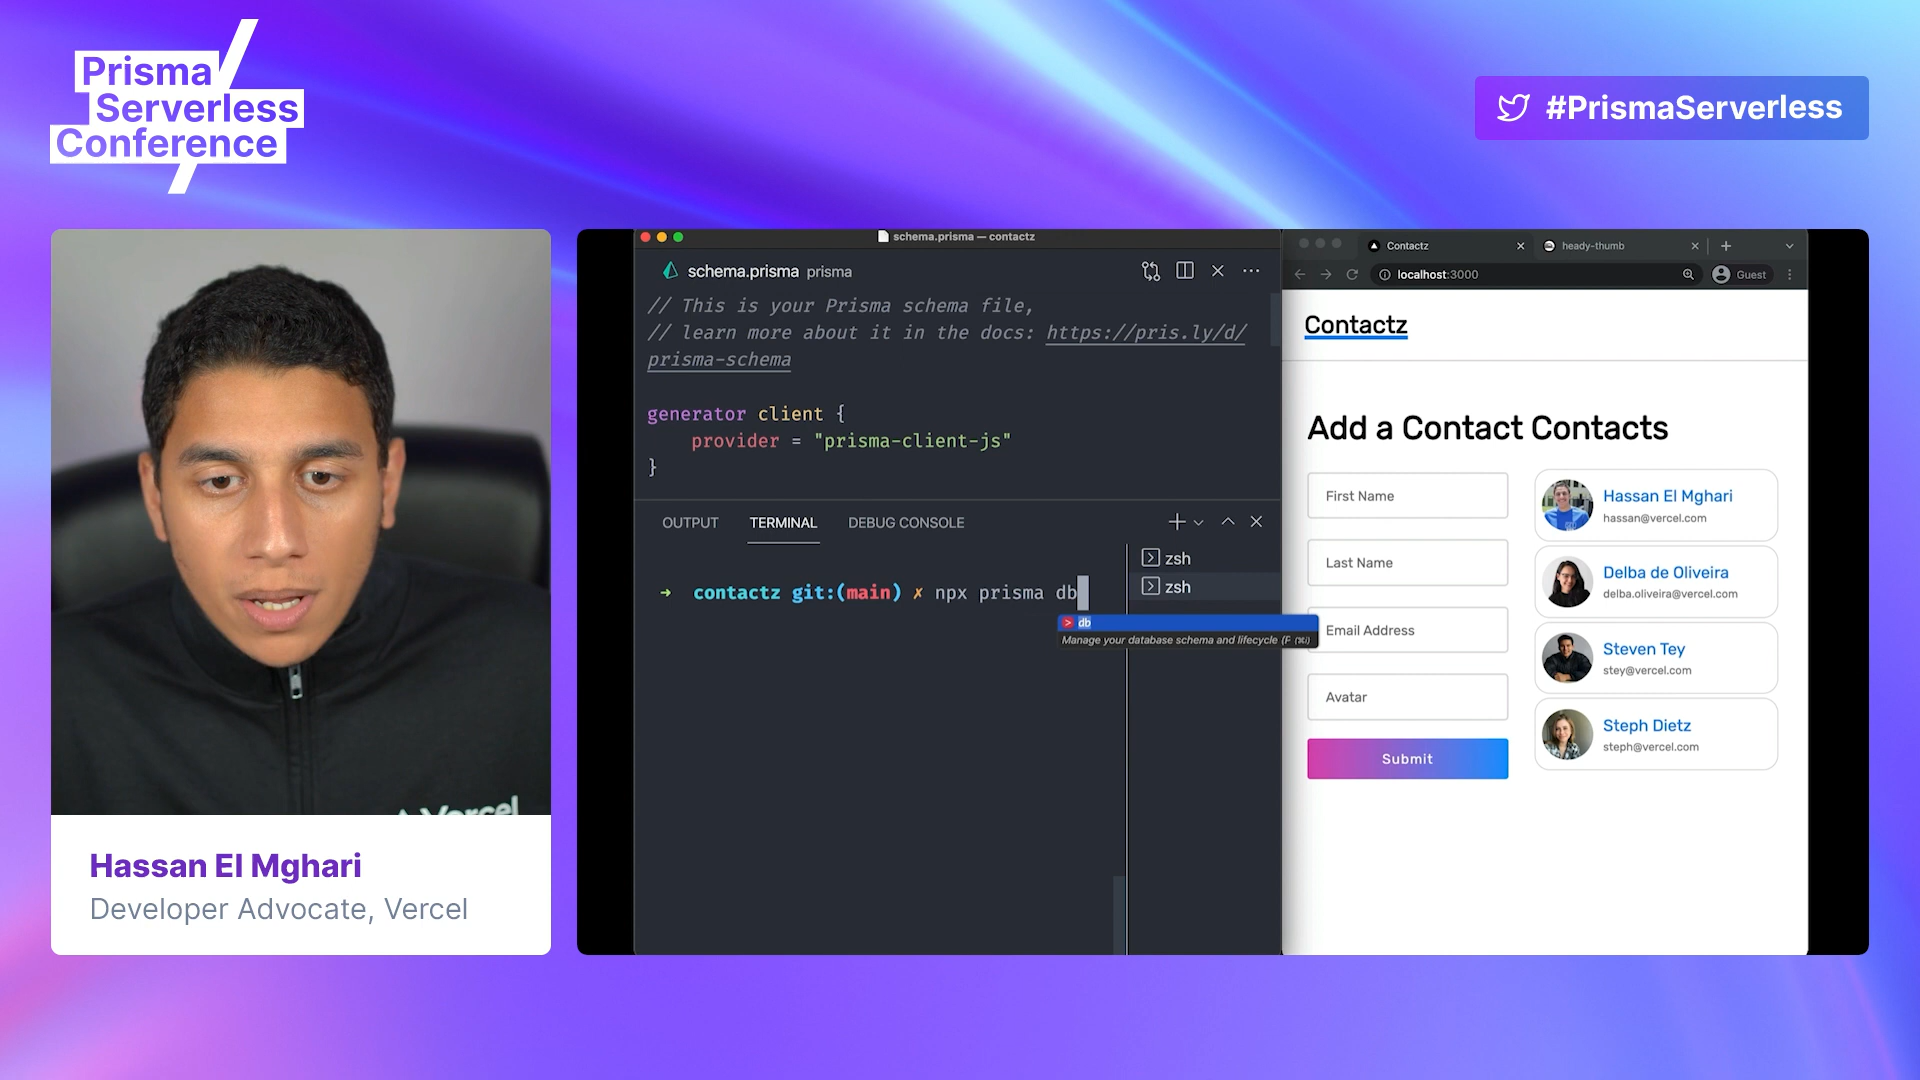 Prisma
Serverless
Conference
#PrismaServerless
Vercel
Hassan El Mghari
Developer Advocate, Vercel
schema.prisma — contactz
schema.prisma prisma
// This is your Prisma schema file,
// learn more about it in the docs: https://pris.ly/d/
prisma-schema
generator client {
provider = "prisma-client-js"
}
OUTPUT TERMINAL DEBUG CONSOLE
zsh
zsh
➜ contactz git:(main) ✗ npx prisma db
db
Manage your database schema and lifecycle (F (⌘i)
Contactz
heady-thumb
localhost:3000
Guest
Contactz
Add a Contact Contacts
First Name
Last Name
Email Address
Avatar
Submit
Hassan El Mghari
hassan@vercel.com
Delba de Oliveira
delba.oliveira@vercel.com
Steven Tey
stey@vercel.com
Steph Dietz
steph@vercel.com